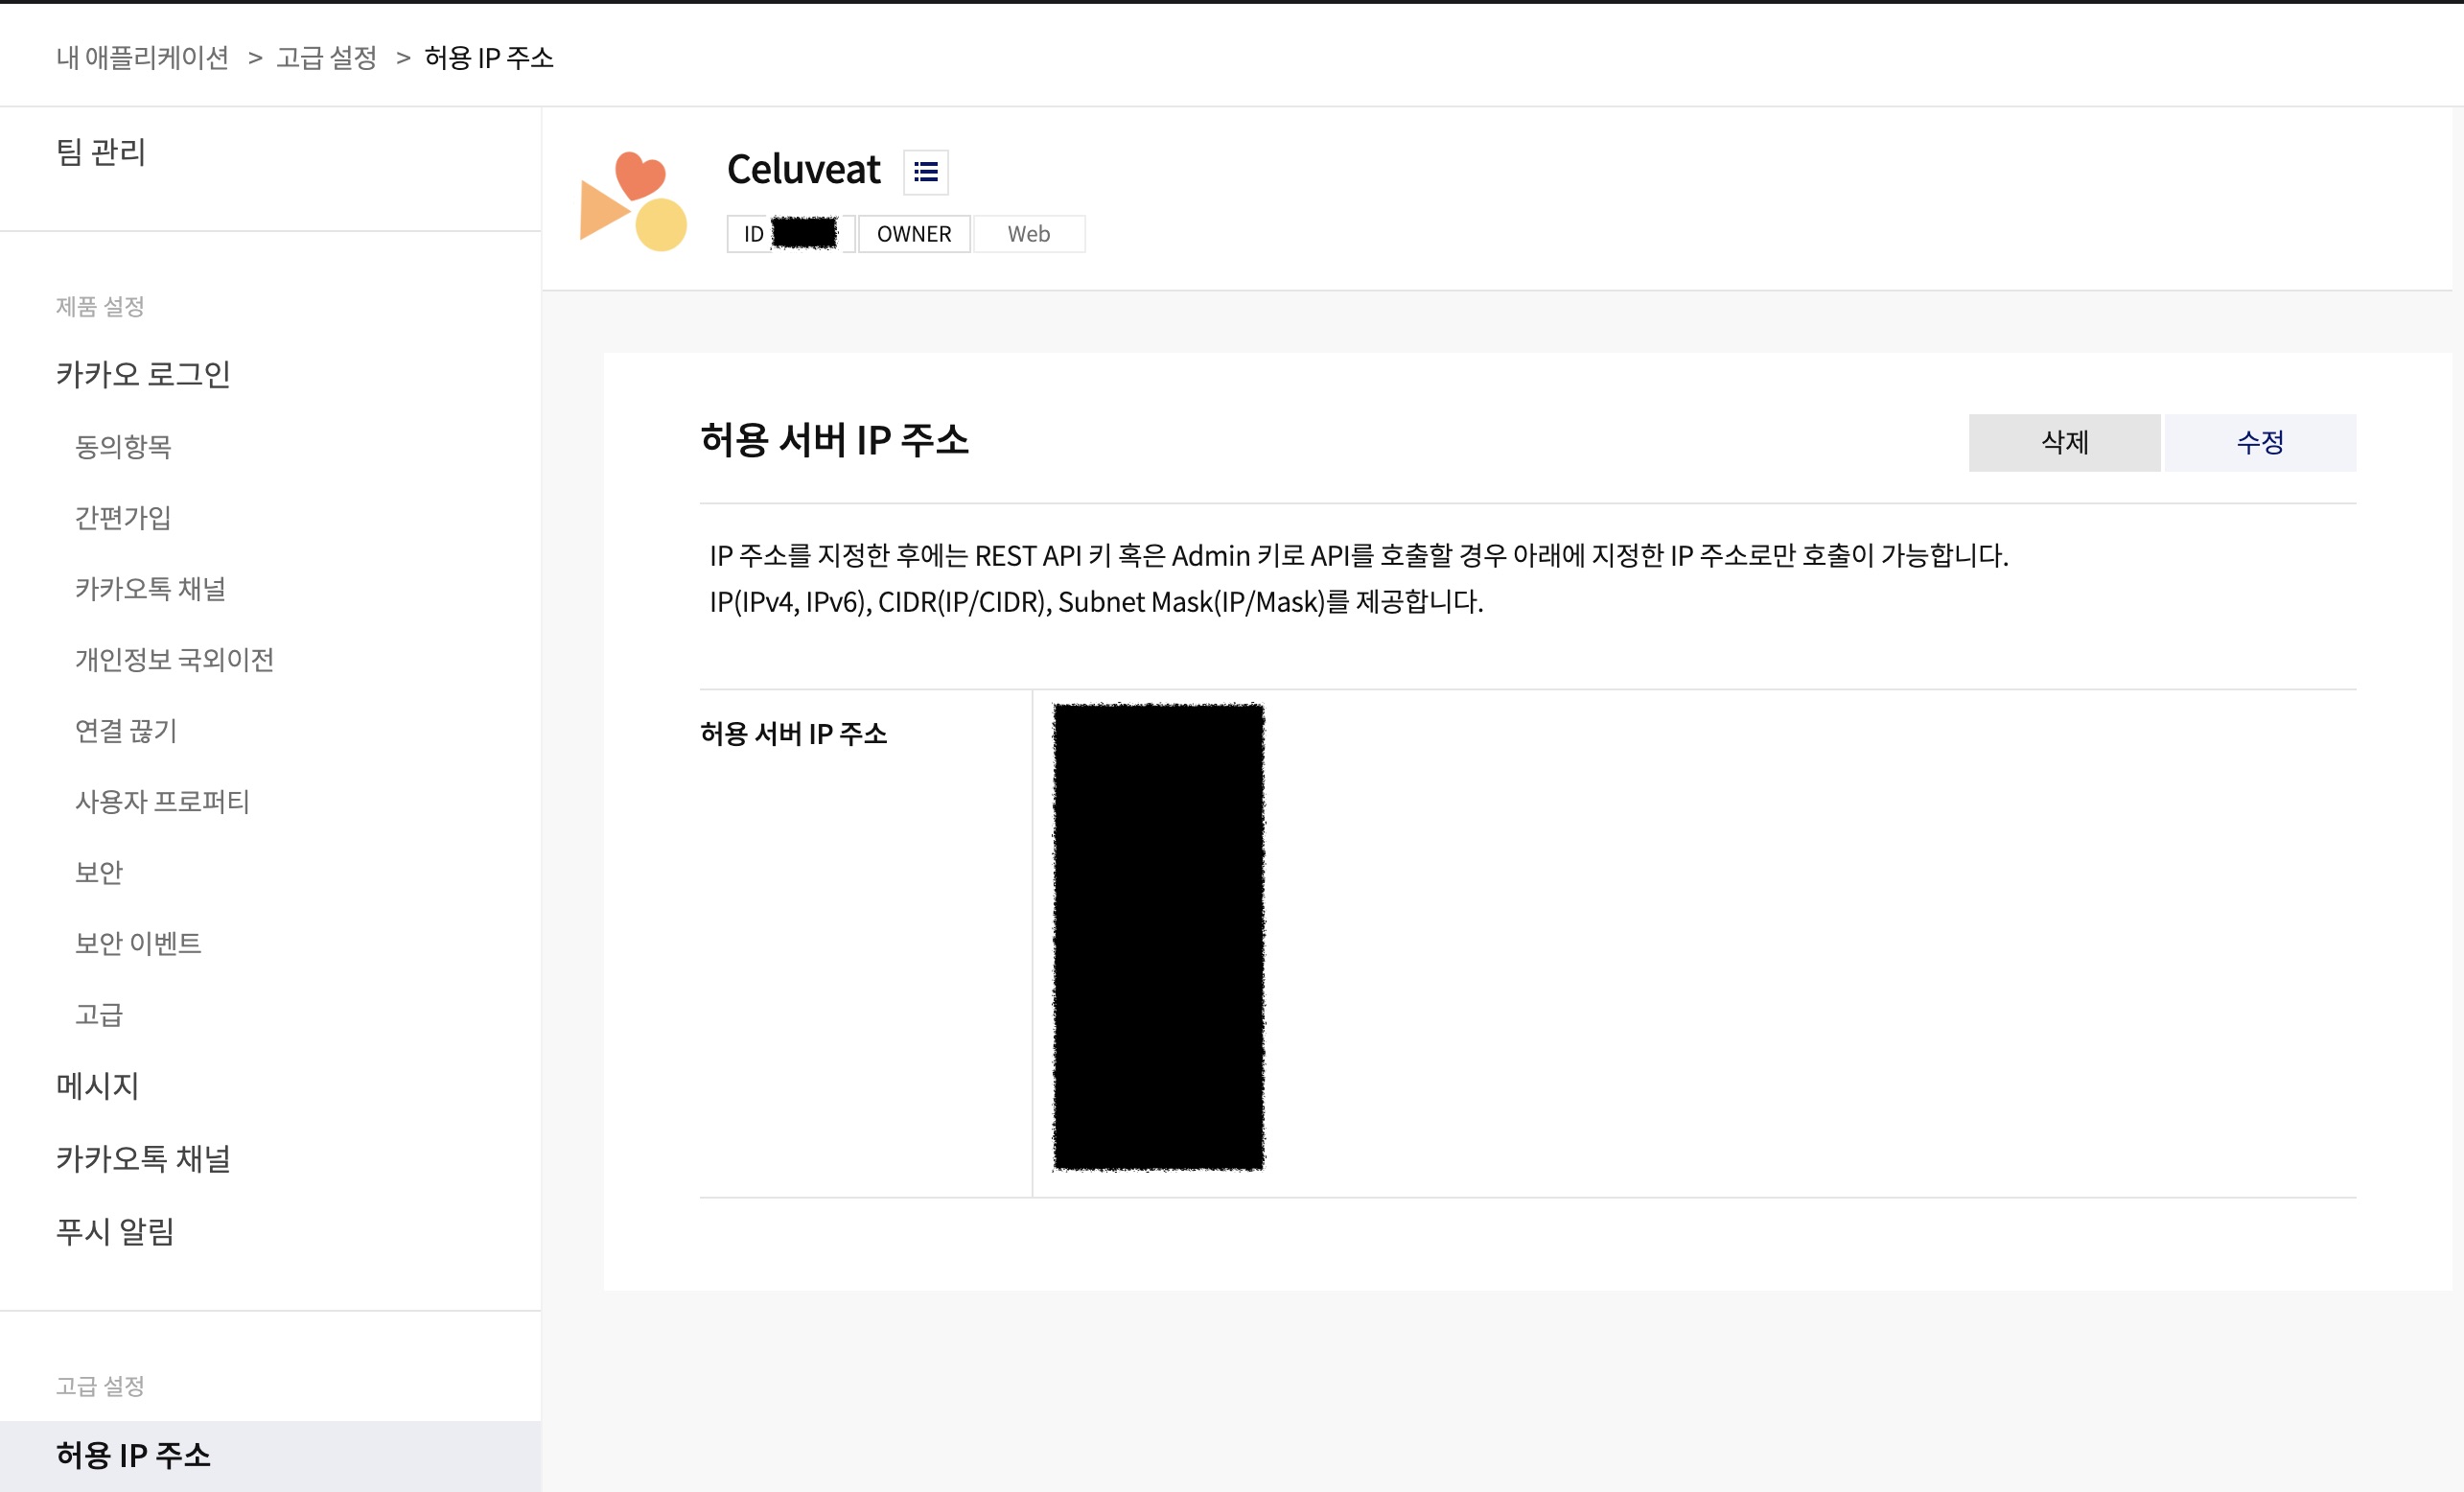 내 애플리케이션 > 고급 설정 > 허용 IP 주소
팀 관리
제품 설정
카카오 로그인
동의항목
간편가입
카카오톡 채널
개인정보 국외이전
연결 끊기
사용자 프로퍼티
보안
보안 이벤트
고급
메시지
카카오톡 채널
푸시 알림
고급 설정
허용 IP 주소
Celuveat
ID OWNER Web
허용 서버 IP 주소 삭제 수정
IP 주소를 지정한 후에는 REST API 키 혹은 Admin 키로 API를 호출할 경우 아래에 지정한 IP 주소로만 호출이 가능합니다.
IP(IPv4, IPv6), CIDR(IP/CIDR), Subnet Mask(IP/Mask)를 제공합니다.
허용 서버 IP 주소